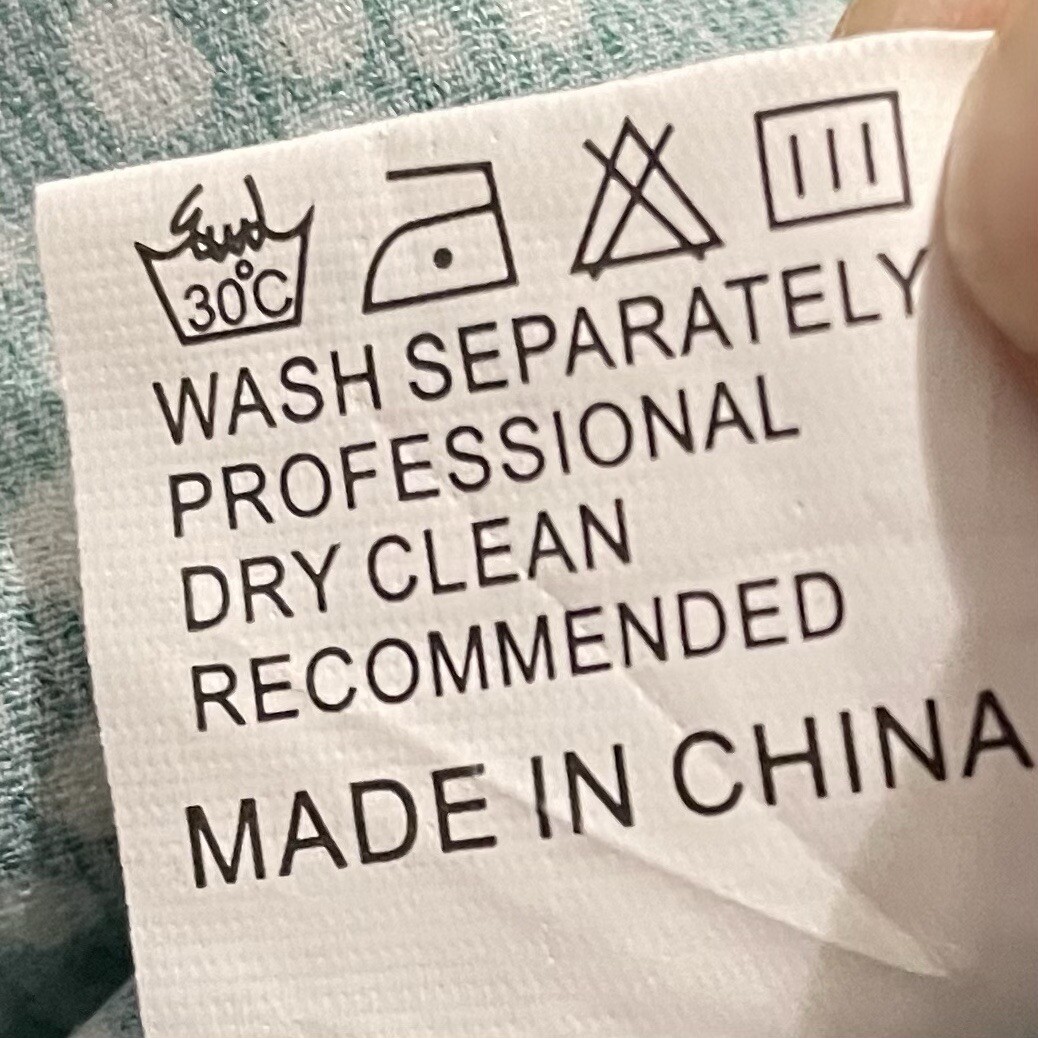 30°C
WASH SEPARATELY
PROFESSIONAL
DRY CLEAN
RECOMMENDED
MADE IN CHINA